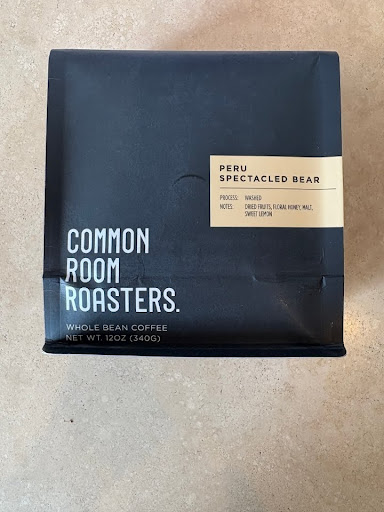 PERU
SPECTACLED BEAR
PROCESS: WASHED
NOTES: DRIED FRUITS, FLORAL HONEY, MALT,
SWEET LEMON
COMMON
ROOM
ROASTERS.
WHOLE BEAN COFFEE
NET WT. 12OZ (340G)